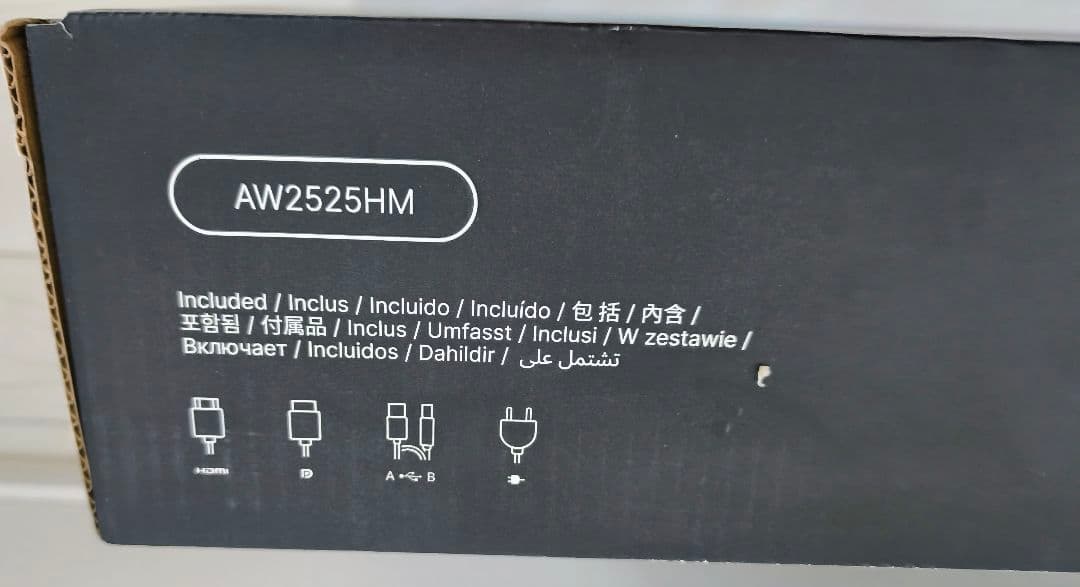 AW2525HM
Included / Inclus / Incluido / Incluído / 包括 / 內含 /
포함됨 / 付属品 / Inclus / Umfasst / Inclusi / W zestawie /
Включает / Incluidos / Dahildir / تشتمل على
HDMI
A B